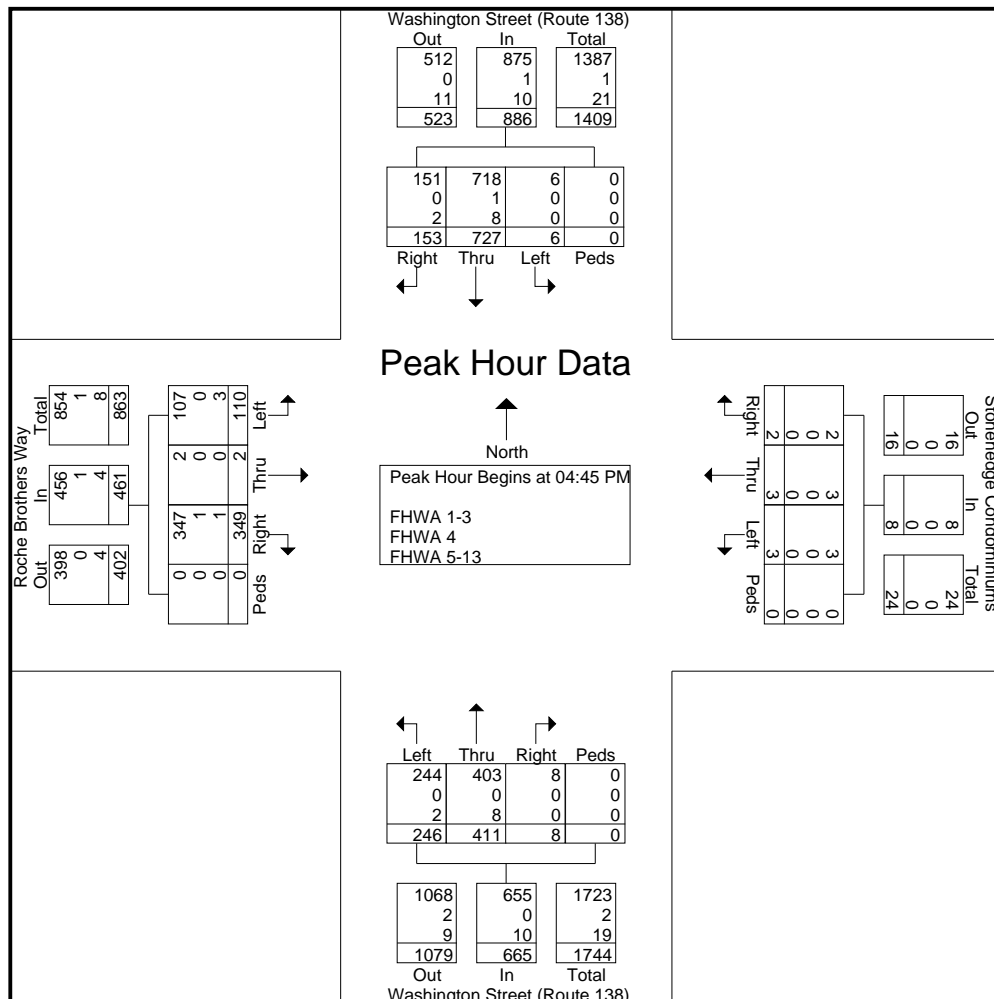 Washington Street (Route 138)
Out In Total
512 875 1387
0 1 1
11 10 21
523 886 1409
151 718 6 0
0 1 0 0
2 8 0 0
153 727 6 0
Right Thru Left Peds
Peak Hour Data
North
Peak Hour Begins at 04:45 PM
FHWA 1-3
FHWA 4
FHWA 5-13
Roche Brothers Way
Out In Total
398 456 854
0 1 1
4 4 8
402 461 863
0 347 2 107
0 1 0 0
0 1 0 3
0 349 2 110
Peds Right Thru Left
Stonenedge Condominiums
Out In Total
16 8 24
0 0 0
0 0 0
16 8 24
2 3 3 0
0 0 0 0
0 0 0 0
2 3 3 0
Right Thru Left Peds
Left Thru Right Peds
244 403 8 0
0 0 0 0
2 8 0 0
246 411 8 0
1068 655 1723
2 0 2
9 10 19
1079 665 1744
Out In Total
Washington Street (Route 138)